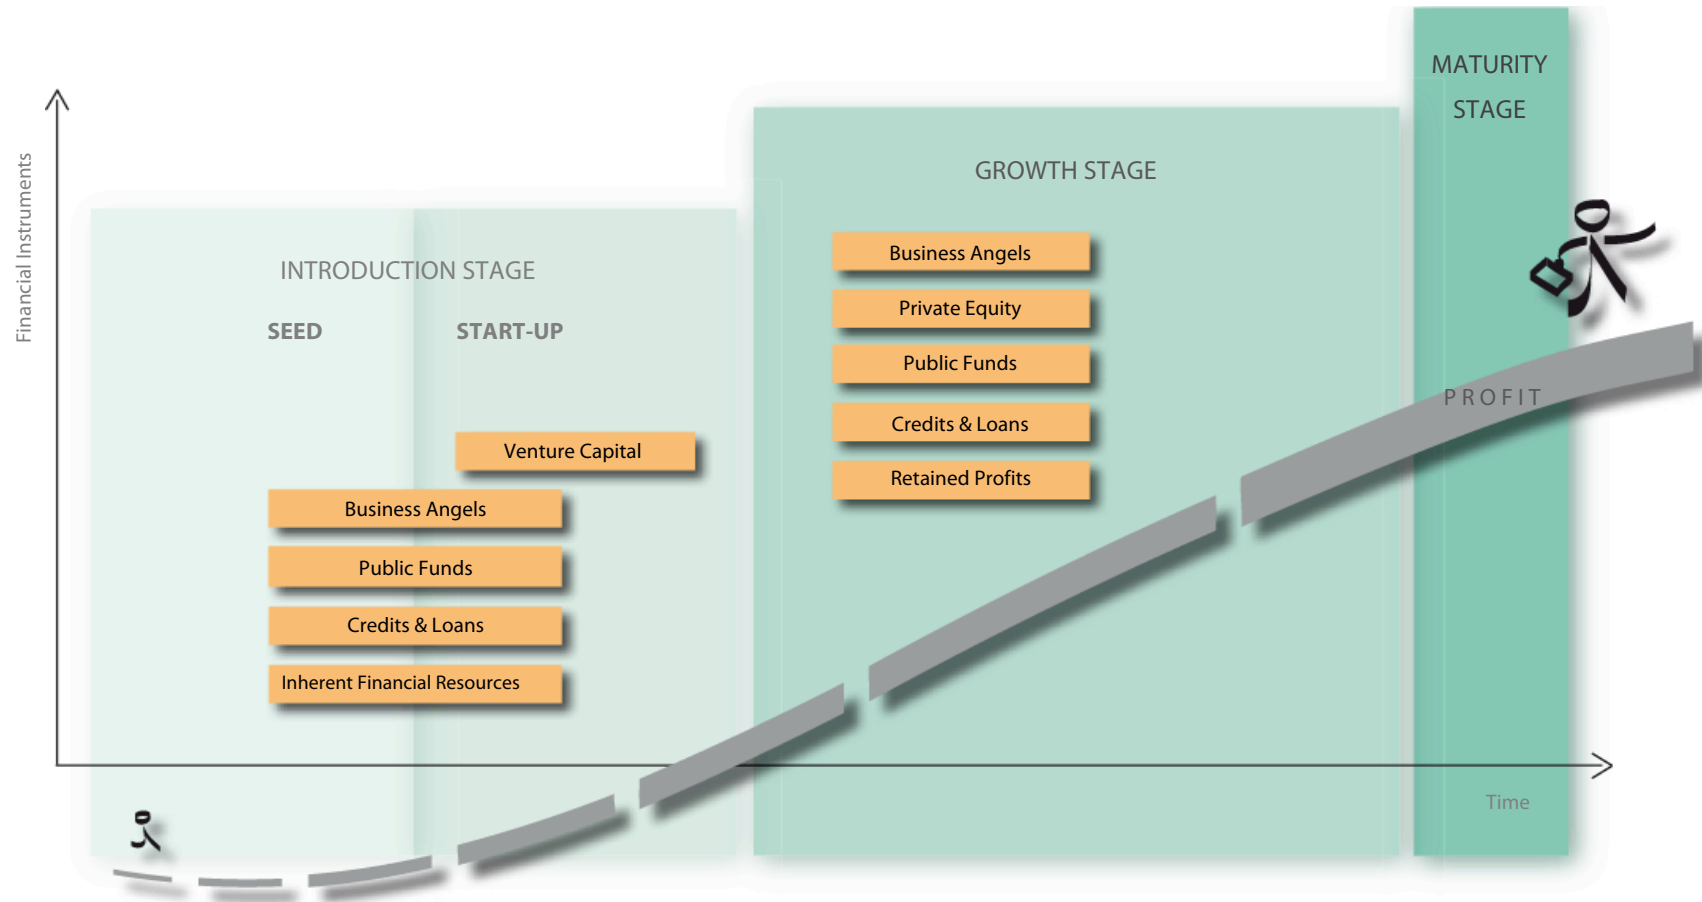 MATURITY
STAGE
GROWTH STAGE
Financial Instruments
INTRODUCTION STAGE
SEED
START-UP
Business Angels
Private Equity
Public Funds
Credits & Loans
Retained Profits
Venture Capital
Business Angels
Public Funds
Credits & Loans
Inherent Financial Resources
PROFIT
Time